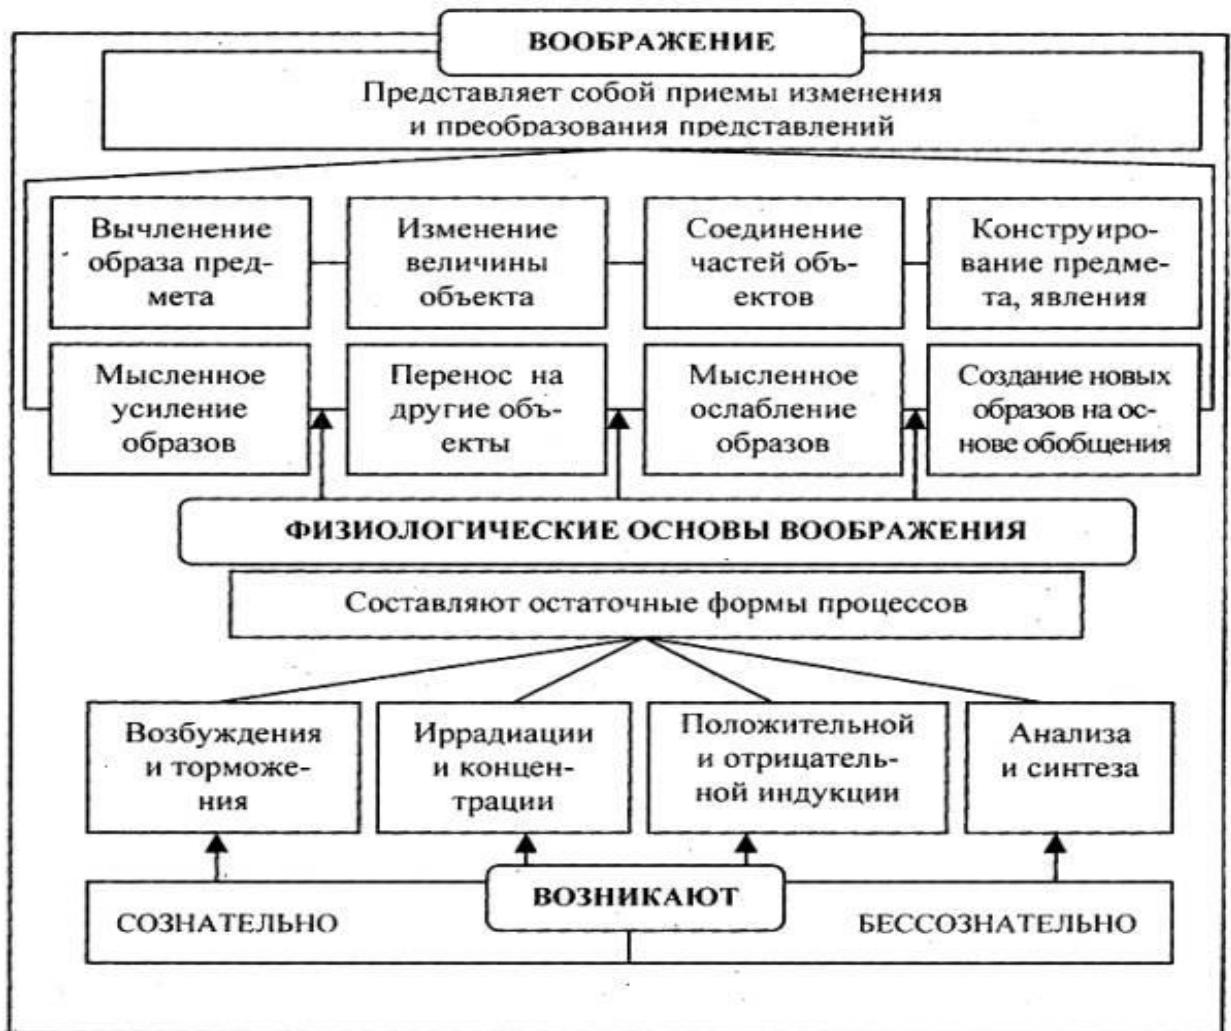 ВООБРАЖЕНИЕ
Представляет собой приемы изменения
и преобразования представлений
Вычленение
образа пред-
мета
Изменение
величины
объекта
Соединение
частей объ-
ектов
Конструиро-
вание предме-
та, явления
Мысленное
усиление
образов
Перенос на
другие объ-
екты
Мысленное
ослабление
образов
Создание новых
образов на ос-
нове обобщения
ФИЗИОЛОГИЧЕСКИЕ ОСНОВЫ ВООБРАЖЕНИЯ
Составляют остаточные формы процессов
Возбуждения
и торможе-
ния
Иррадиации
и концен-
трации
Положительной
и отрицатель-
ной индукции
Анализа
и синтеза
ВОЗНИКАЮТ
СОЗНАТЕЛЬНО
БЕССОЗНАТЕЛЬНО